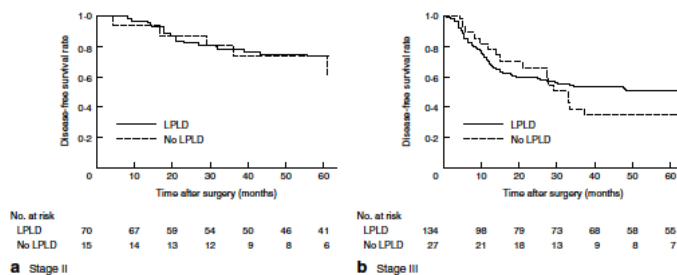 Disease-free survival rate
1·0
0·8
0·6
0·4
0·2
LPLD
No LPLD
0 10 20 30 40 50 60
Time after surgery (months)
No. at risk
LPLD 70 67 59 54 50 46 41
No LPLD 15 14 13 12 9 8 6
a Stage II
Disease-free survival rate
1·0
0·8
0·6
0·4
0·2
LPLD
No LPLD
0 10 20 30 40 50 60
Time after surgery (months)
No. at risk
LPLD 134 98 79 73 68 58 55
No LPLD 27 21 18 13 9 8 7
b Stage III